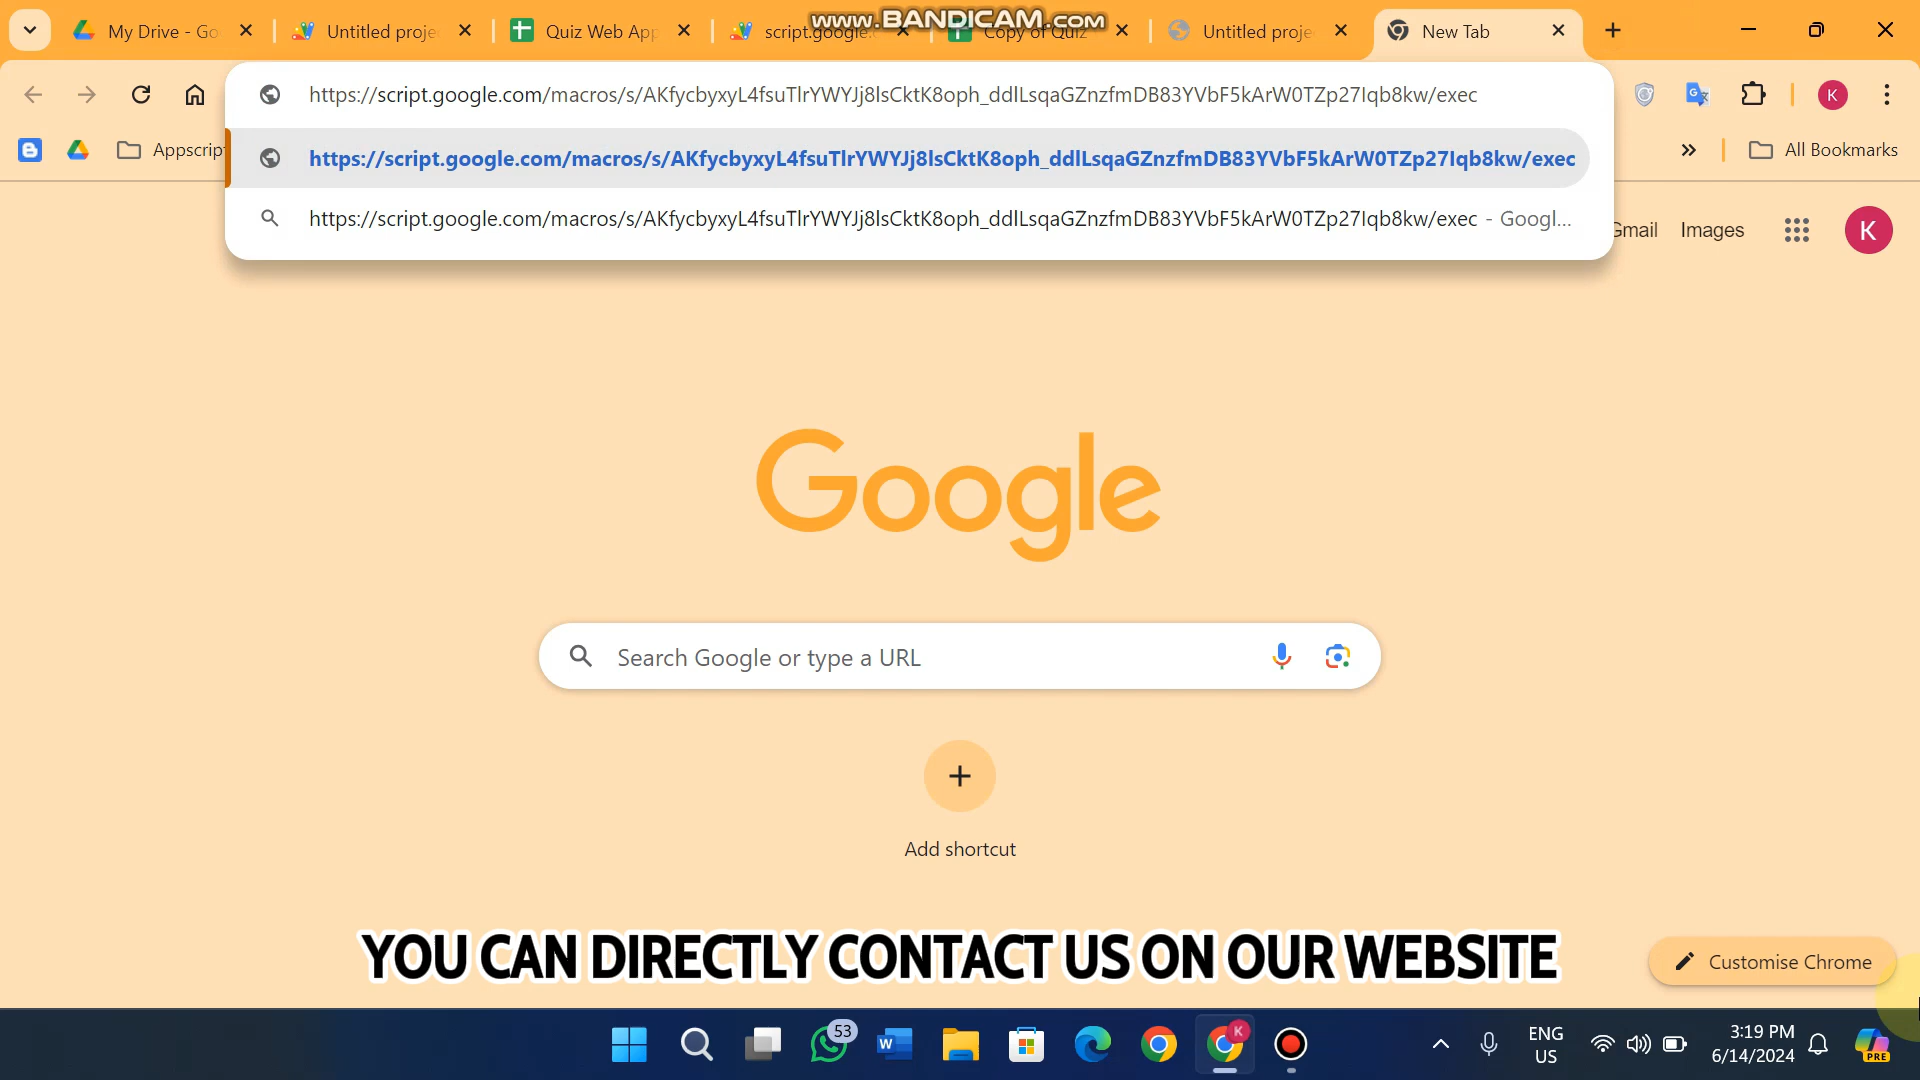 www.BANDICAM.com
My Drive - Go
Untitled proje
Quiz Web App
script.google.
Copy of Quiz
Untitled proje
New Tab
https://script.google.com/macros/s/AKfycbyxyL4fsuTlrYWYJj8lsCktK8oph_ddlLsqaGZnzfmDB83YVbF5kArW0TZp27Iqb8kw/exec
K
Appscript
https://script.google.com/macros/s/AKfycbyxyL4fsuTlrYWYJj8lsCktK8oph_ddlLsqaGZnzfmDB83YVbF5kArW0TZp27Iqb8kw/exec
All Bookmarks
https://script.google.com/macros/s/AKfycbyxyL4fsuTlrYWYJj8lsCktK8oph_ddlLsqaGZnzfmDB83YVbF5kArW0TZp27Iqb8kw/exec - Googl...
Gmail
Images
K
Google
Search Google or type a URL
Add shortcut
YOU CAN DIRECTLY CONTACT US ON OUR WEBSITE
Customise Chrome
53
W
K
ENG
US
3:19 PM
6/14/2024
PRE